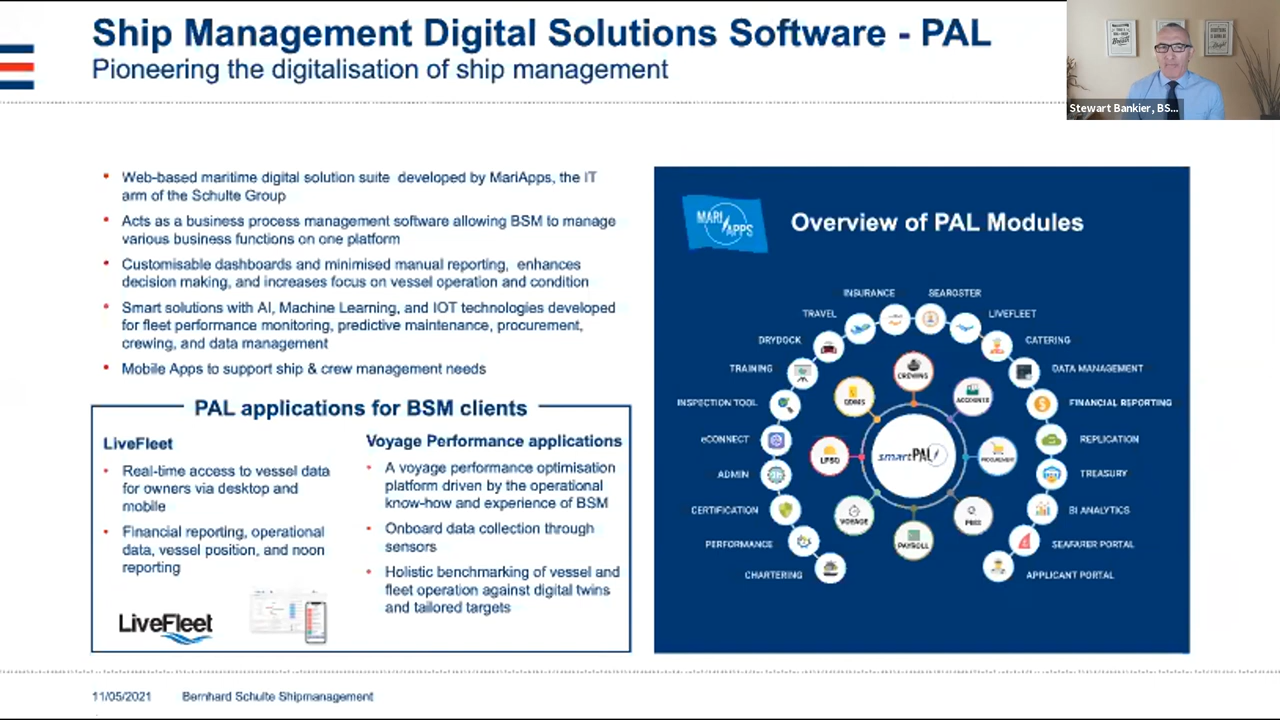 Ship Management Digital Solutions Software - PAL
Pioneering the digitalisation of ship management
Stewart Bankier, BS...
Web-based maritime digital solution suite developed by MariApps, the IT
arm of the Schulte Group
Acts as a business process management software allowing BSM to manage
various business functions on one platform
Customisable dashboards and minimised manual reporting, enhances
decision making, and increases focus on vessel operation and condition
Smart solutions with AI, Machine Learning, and IOT technologies developed
for fleet performance monitoring, predictive maintenance, procurement,
crewing, and data management
Mobile Apps to support ship & crew management needs
PAL applications for BSM clients
LiveFleet
Real-time access to vessel data
for owners via desktop and
mobile
Financial reporting, operational
data, vessel position, and noon
reporting
LiveFleet
Voyage Performance applications
A voyage performance optimisation
platform driven by the operational
know-how and experience of BSM
Onboard data collection through
sensors
Holistic benchmarking of vessel and
fleet operation against digital twins
and tailored targets
MARI
APPS
Overview of PAL Modules
INSURANCE
SEAROSTER
TRAVEL
LIVEFLEET
DRYDOCK
CATERING
TRAINING
DATA MANAGEMENT
INSPECTION TOOL
FINANCIAL REPORTING
eCONNECT
REPLICATION
ADMIN
TREASURY
CERTIFICATION
BI ANALYTICS
PERFORMANCE
SEAFARER PORTAL
CHARTERING
APPLICANT PORTAL
CREWING
QDMS
ACCOUNTS
LPSQ
smartPAL
PROCUREMENT
VOYAGE
PAYROLL
11/05/2021
Bernhard Schulte Shipmanagement